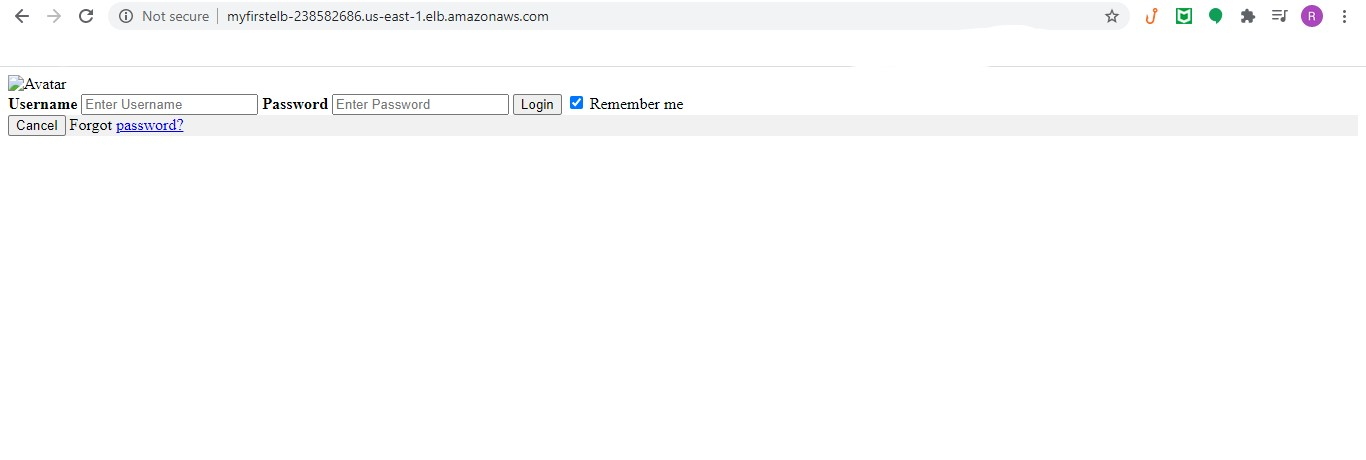 Not secure myfirstelb-238582686.us-east-1.elb.amazonaws.com R
Avatar
Username Enter Username Password Enter Password Login Remember me
Cancel Forgot password?